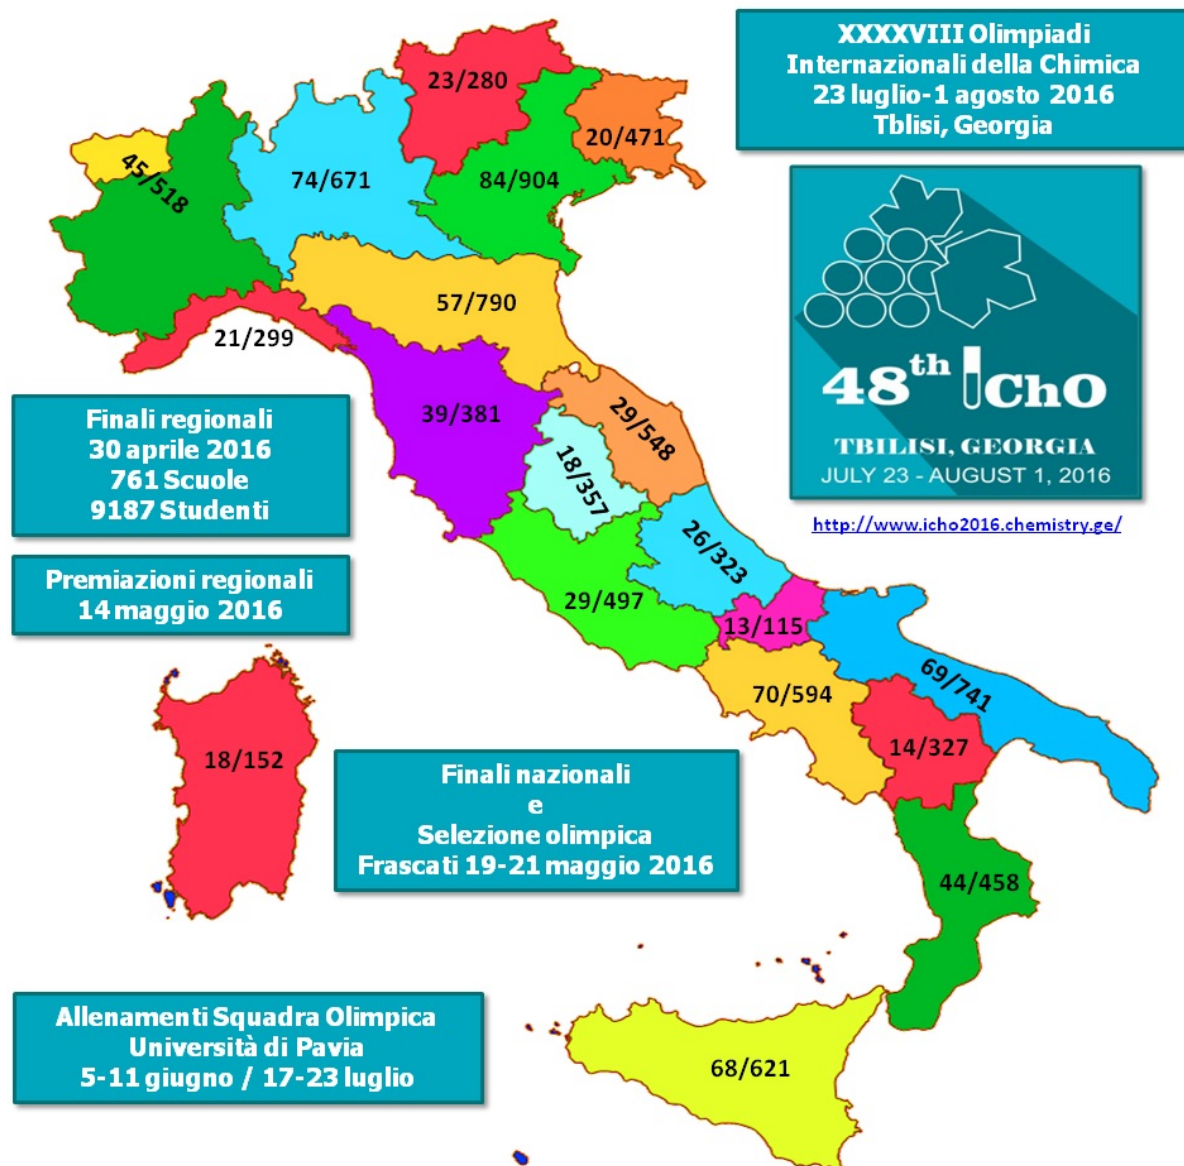 XXXXVIII Olimpiadi
Internazionali della Chimica
23 luglio-1 agosto 2016
Tblisi, Georgia
23/280
20/471
45/518
74/671
84/904
57/790
21/299
48th IChO
TBILISI, GEORGIA
JULY 23 - AUGUST 1, 2016
http://www.icho2016.chemistry.ge/
Finali regionali
30 aprile 2016
761 Scuole
9187 Studenti
39/381
29/548
18/357
26/323
29/497
13/115
Premiazioni regionali
14 maggio 2016
70/594
69/741
14/327
18/152
Finali nazionali
e
Selezione olimpica
Frascati 19-21 maggio 2016
44/458
Allenamenti Squadra Olimpica
Università di Pavia
5-11 giugno / 17-23 luglio
68/621